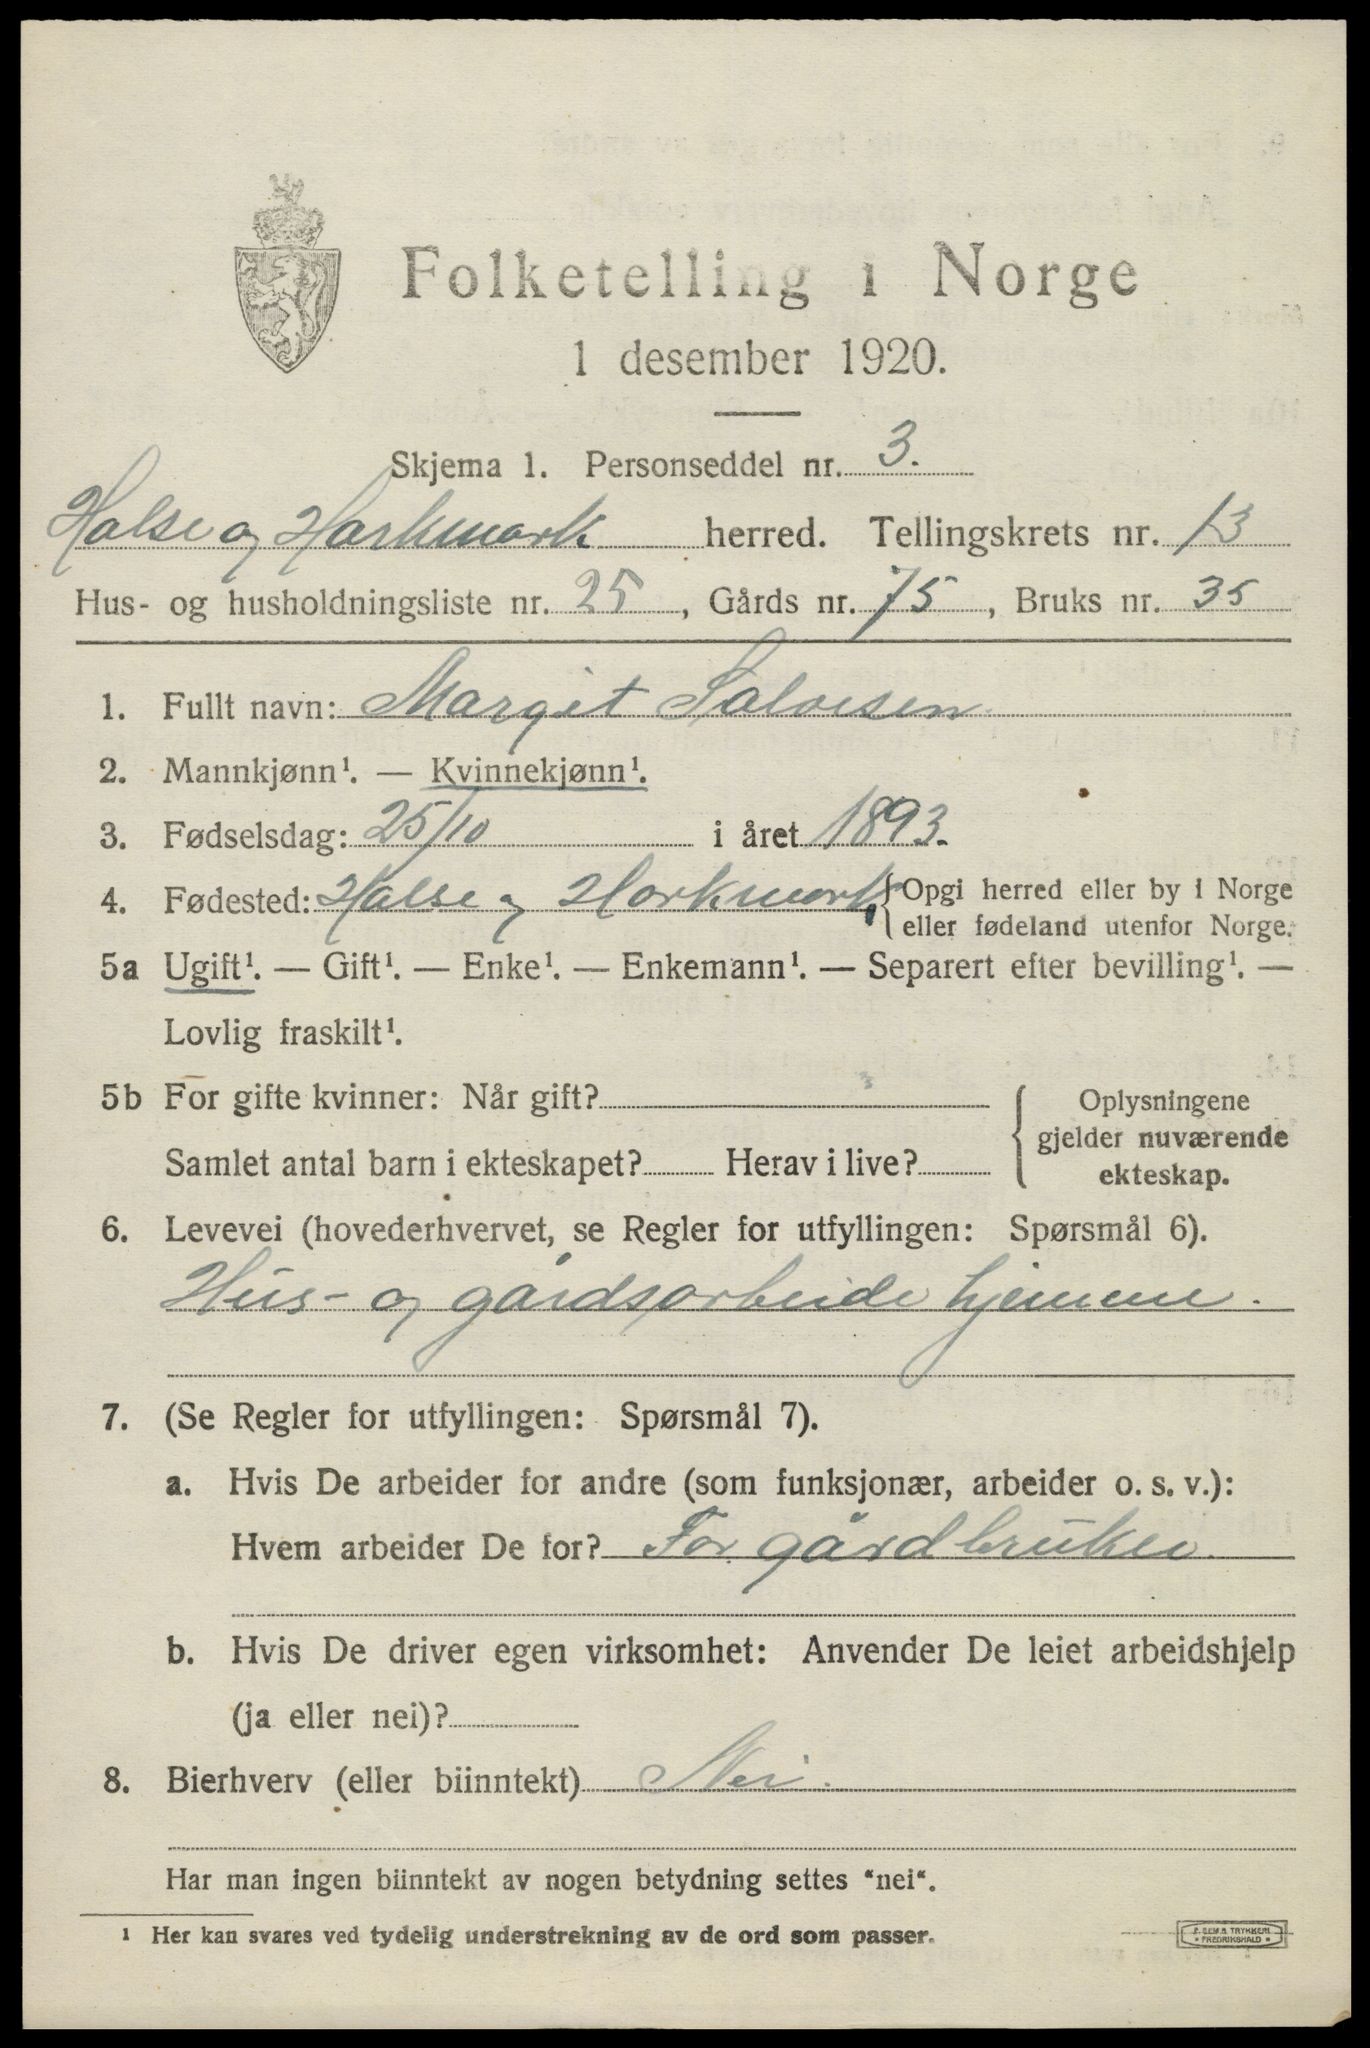 Folketelling i Norge
1 desember 1920.
Skjema 1. Personseddel nr. 3.
Halse og Harkmark herred. Tellingskrets nr. 13
Hus- og husholdningsliste nr. 25, Gårds nr. 75, Bruks nr. 35
1. Fullt navn: Margit Salvesen.
2. Mannkjønn¹. — Kvinnekjønn¹.
3. Fødselsdag: 25/10 i året 1893.
4. Fødested: Halse og Harkmark { Opgi herred eller by i Norge
eller fødeland utenfor Norge.
5a Ugift¹. — Gift¹. — Enke¹. — Enkemann¹. — Separert efter bevilling¹. —
Lovlig fraskilt¹.
5b For gifte kvinner: Når gift?
Samlet antal barn i ekteskapet? Herav i live?
{ Oplysningene
gjelder nuværende
ekteskap.
6. Levevei (hovederhvervet, se Regler for utfyllingen: Spørsmål 6).
Hus- og gårdsarbeide hjemme.
7. (Se Regler for utfyllingen: Spørsmål 7).
a. Hvis De arbeider for andre (som funksjonær, arbeider o. s. v.):
Hvem arbeider De for? For gårdbruker.
b. Hvis De driver egen virksomhet: Anvender De leiet arbeidshjelp
(ja eller nei)?
8. Bierhverv (eller biinntekt) Nei.
Har man ingen biinntekt av nogen betydning settes "nei".
¹ Her kan svares ved tydelig understrekning av de ord som passer.
E. SEM A. TRYKKERI
FREDRIKSHALD